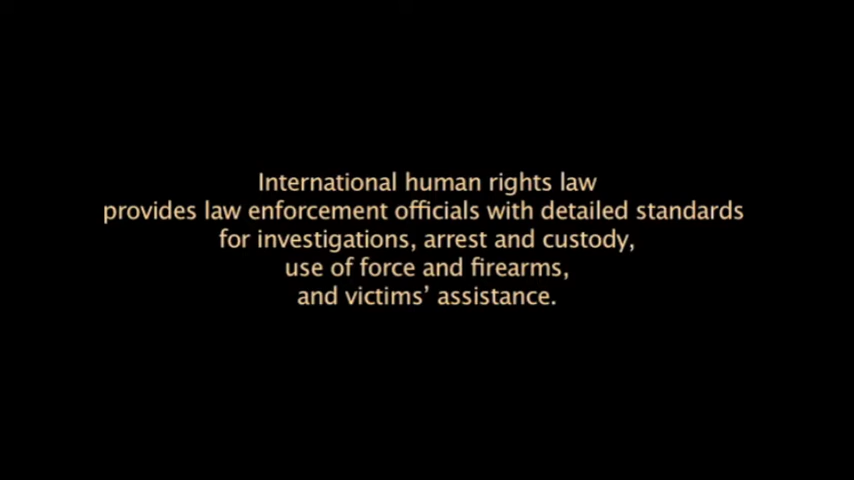 International human rights law
provides law enforcement officials with detailed standards
for investigations, arrest and custody,
use of force and firearms,
and victims’ assistance.